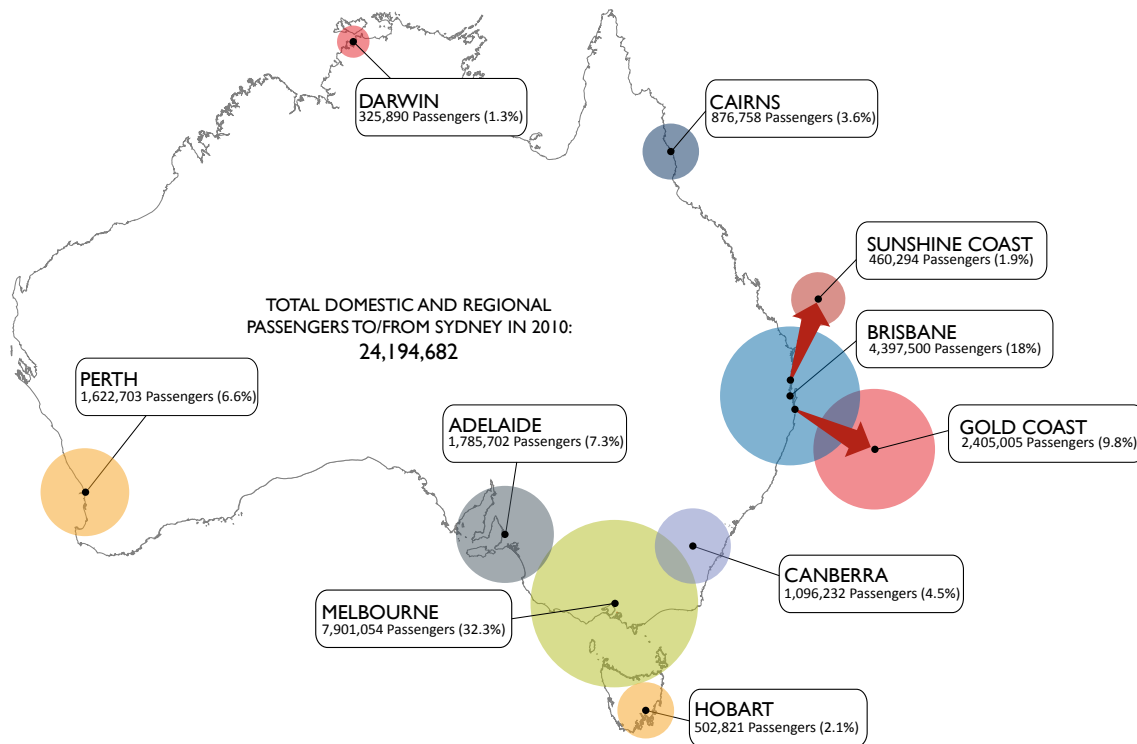 DARWIN
325,890 Passengers (1.3%)
CAIRNS
876,758 Passengers (3.6%)
SUNSHINE COAST
460,294 Passengers (1.9%)
TOTAL DOMESTIC AND REGIONAL
PASSENGERS TO/FROM SYDNEY IN 2010:
24,194,682
BRISBANE
4,397,500 Passengers (18%)
PERTH
1,622,703 Passengers (6.6%)
ADELAIDE
1,785,702 Passengers (7.3%)
GOLD COAST
2,405,005 Passengers (9.8%)
CANBERRA
1,096,232 Passengers (4.5%)
MELBOURNE
7,901,054 Passengers (32.3%)
HOBART
502,821 Passengers (2.1%)